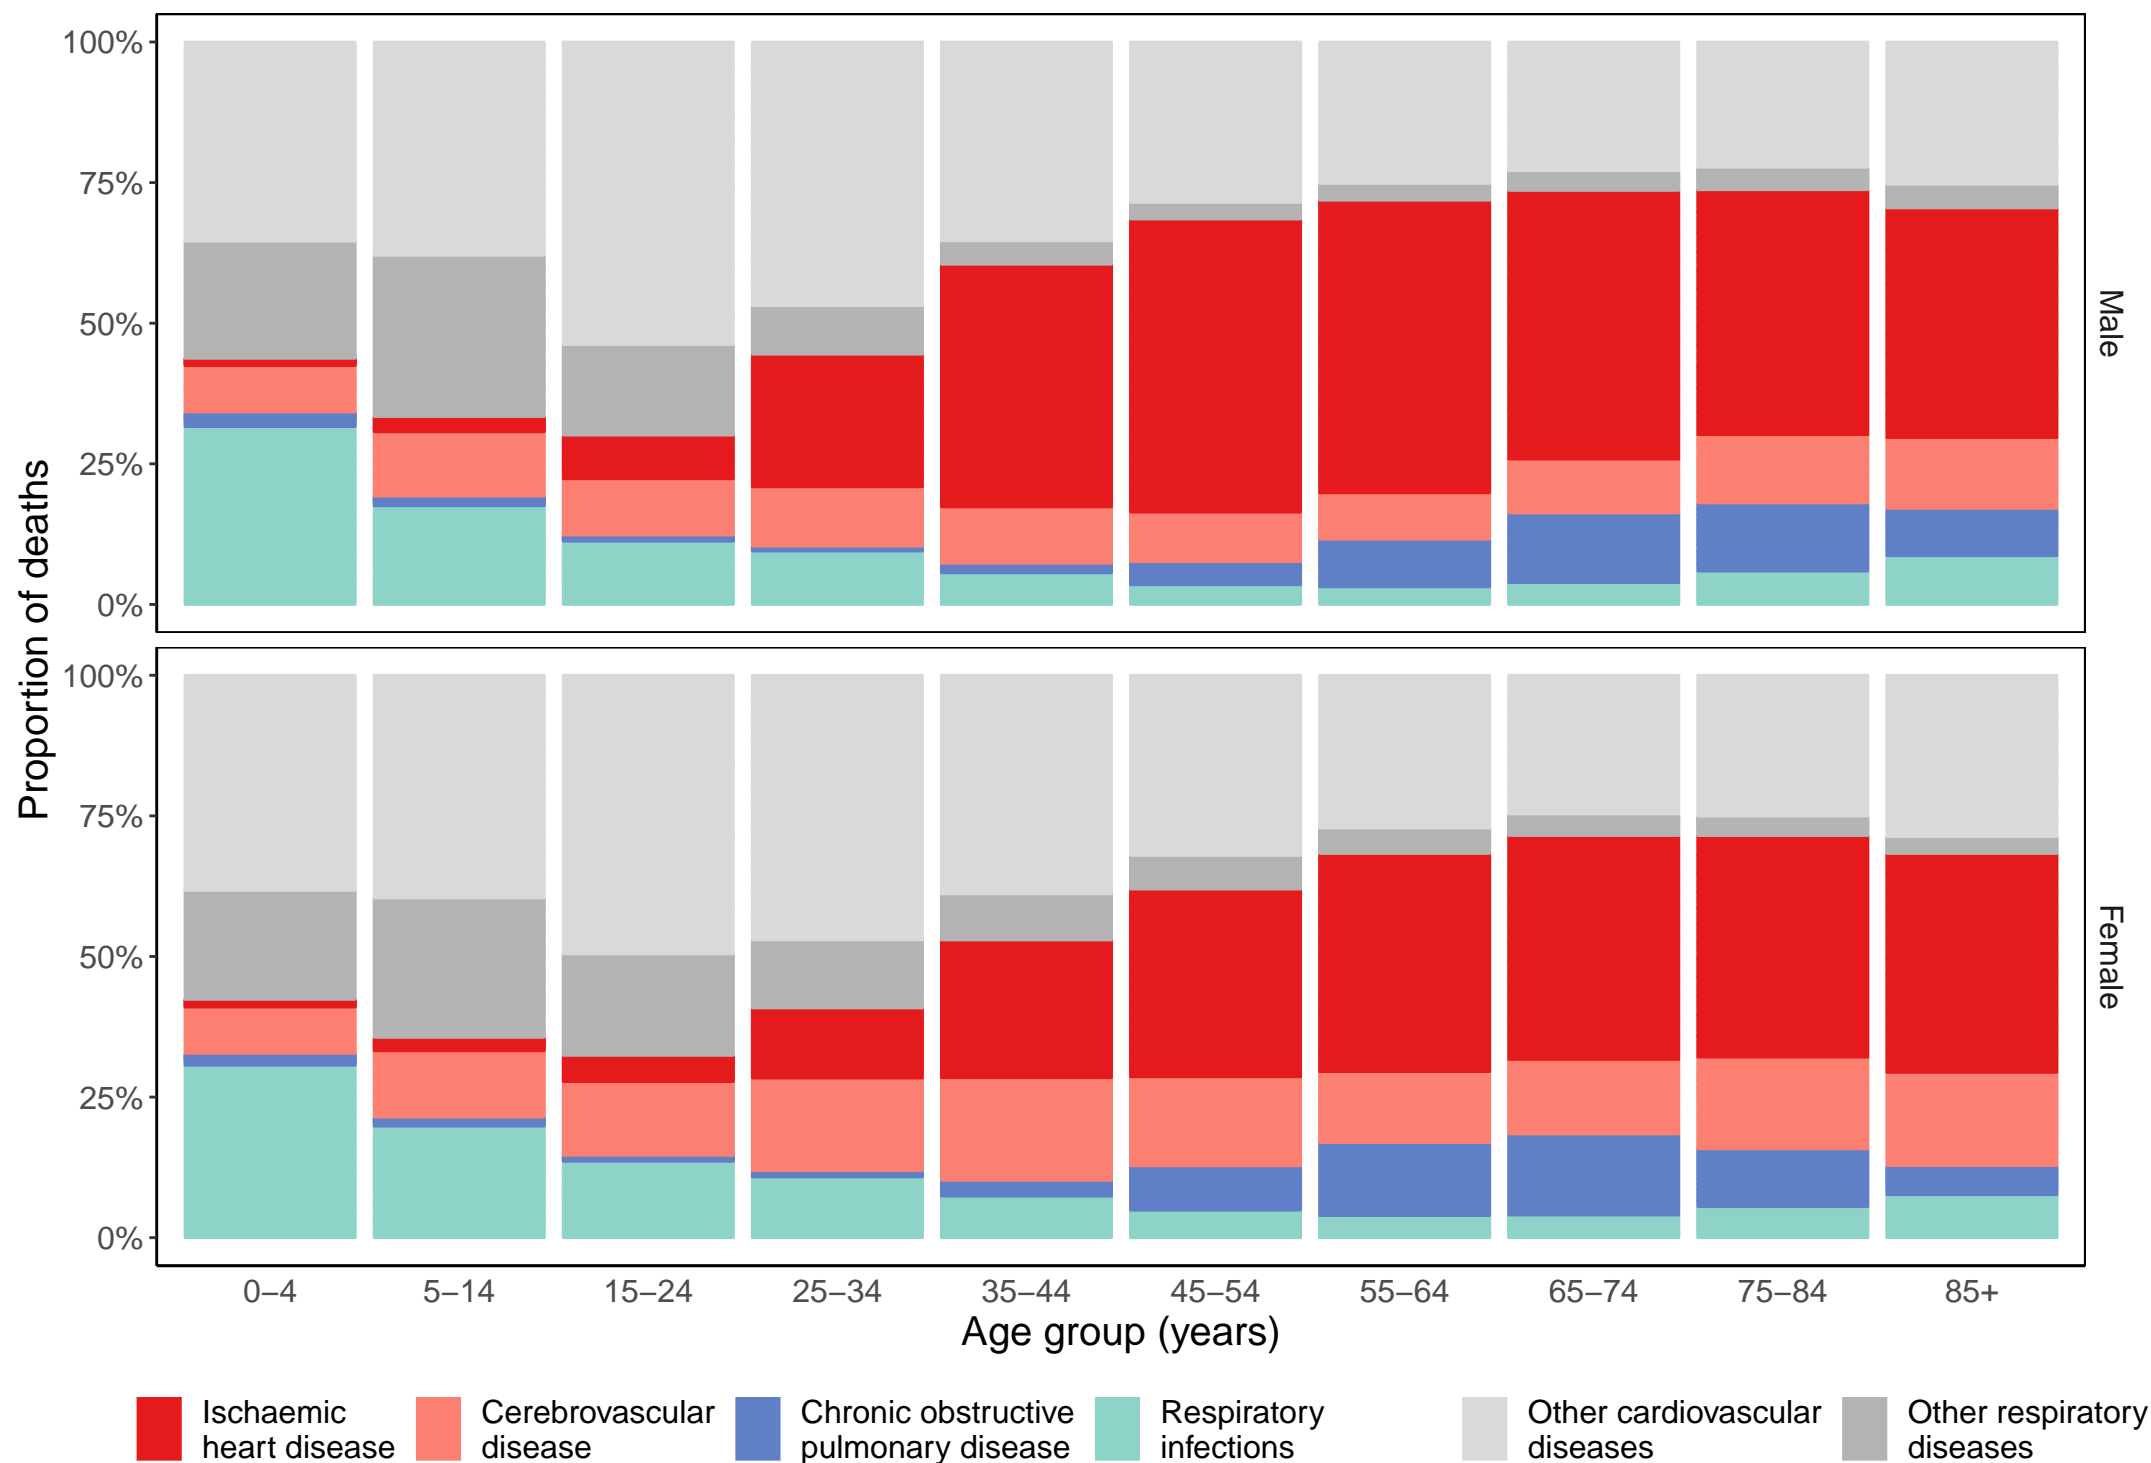 Proportion of deaths
100%
75%
50%
25%
0%
Male
100%
75%
50%
25%
0%
Female
0–4 5–14 15–24 25–34 35–44 45–54 55–64 65–74 75–84 85+
Age group (years)
Ischaemic
heart disease
Cerebrovascular
disease
Chronic obstructive
pulmonary disease
Respiratory
infections
Other cardiovascular
diseases
Other respiratory
diseases